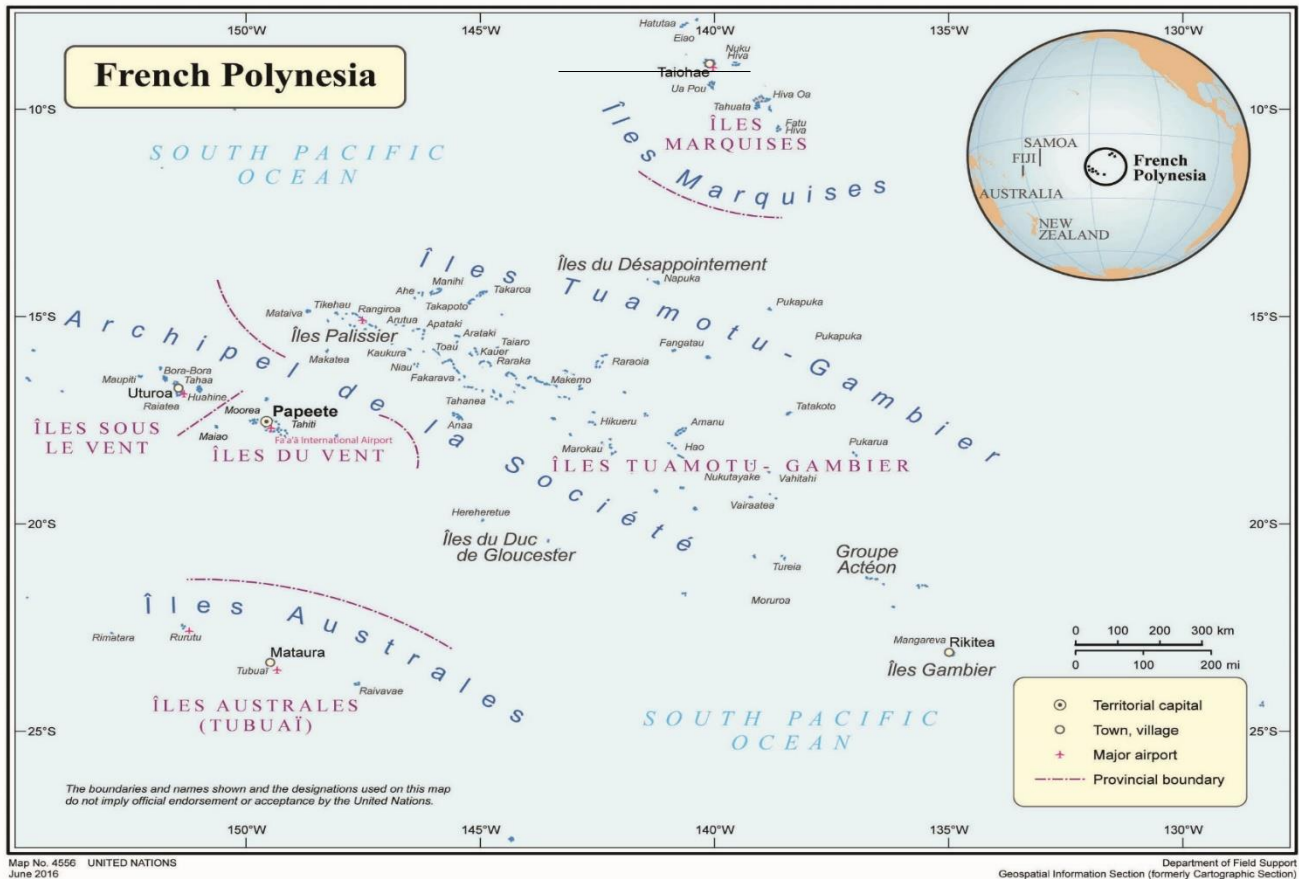 150°W
145°W
140°W
135°W
130°W
French Polynesia
Hatutaa
Eiao
Nuku
Hiva
Taiohae
Ua Pou
Hiva Oa
Tahuata
Fatu
Hiva
ÎLES
MARQUISES
Îles Marquises
10°S
10°S
SOUTH PACIFIC
OCEAN
SAMOA
FIJI
AUSTRALIA
NEW
ZEALAND
French
Polynesia
Îles du Désappointement
Napuka
Îles Tuamotu-Gambier
Manihi
Ahe
Takaroa
Takapoto
Tikehau
Rangiroa
Mataiva
Arutua
Apataki
Arataki
Îles Palissier
Taiaro
Toau
Kauer
Kaukura
Makatea
Niau
Raraka
Fakarava
Raraoia
Makemo
Fangatau
Pukapuka
Pukapuka
15°S
15°S
Archipel de la Société
Bora-Bora
Maupiti
Tahaa
Uturoa
Huahine
Raiatea
Moorea
Papeete
Tahiti
Maiao
Fa'a'ā International Airport
ÎLES SOUS
LE VENT
ÎLES DU VENT
Tahanea
Anaa
Hikueru
Amanu
Tatakoto
Marokau
Hao
Pukarua
ÎLES TUAMOTU- GAMBIER
Nukutayake
Vahitahi
Vairaatea
Hereheretue
20°S
20°S
Îles du Duc
de Gloucester
Groupe
Actéon
Tureia
Moruroa
Îles Australes
Rimatara
Rurutu
Mataura
Tubuaï
Raivavae
ÎLES AUSTRALES
(TUBUAÏ)
Mangareva
Rikitea
Îles Gambier
0 100 200 300 km
0 100 200 mi
SOUTH PACIFIC
OCEAN
Territorial capital
Town, village
Major airport
Provincial boundary
25°S
25°S
The boundaries and names shown and the designations used on this map
do not imply official endorsement or acceptance by the United Nations.
150°W
145°W
140°W
135°W
130°W
Map No. 4556 UNITED NATIONS
June 2016
Department of Field Support
Geospatial Information Section (formerly Cartographic Section)